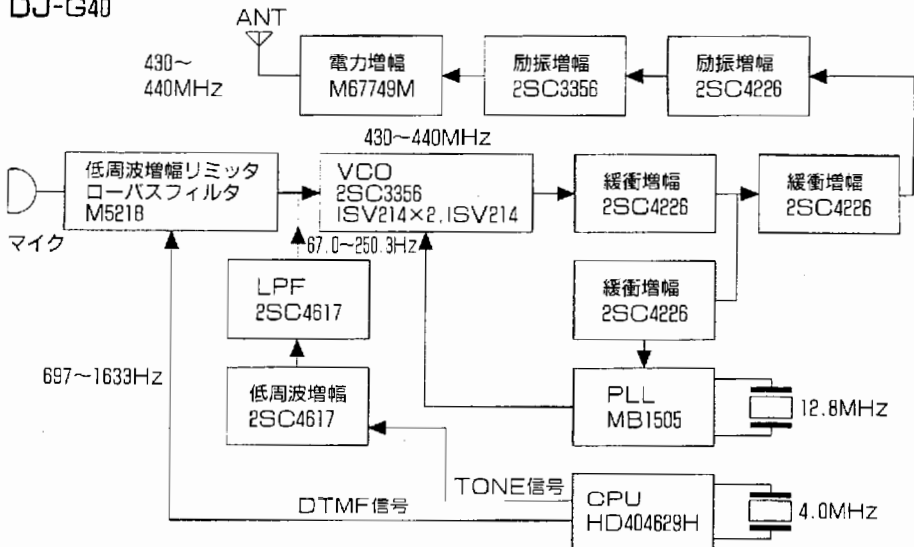 DJ-G40
ANT
430～
440MHz
電力増幅
M67749M
励振増幅
2SC3356
励振増幅
2SC4226
430～440MHz
低周波増幅リミッタ
ローパスフィルタ
M5218
VCO
2SC3356
ISV214×2,ISV214
緩衝増幅
2SC4226
緩衝増幅
2SC4226
マイク
67.0～250.3Hz
LPF
2SC4617
緩衝増幅
2SC4226
697～1633Hz
低周波増幅
2SC4617
PLL
MB1505
12.8MHz
TONE信号
DTMF信号
CPU
HD404629H
4.0MHz